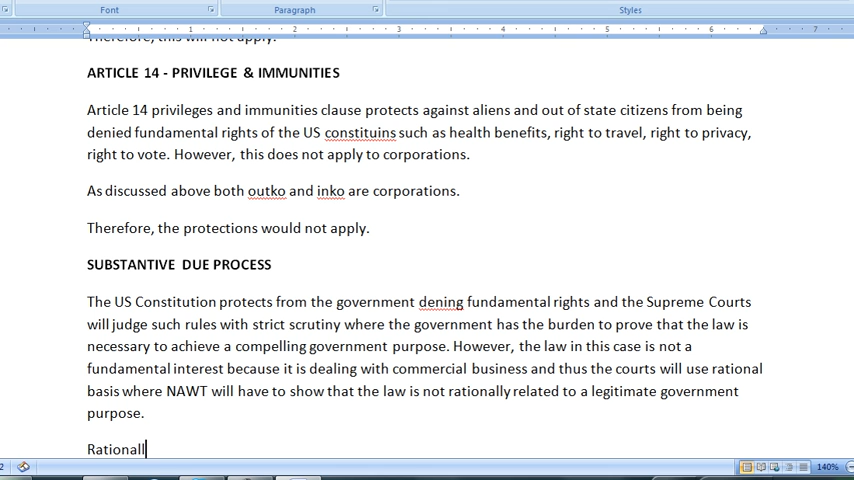 Font Paragraph Styles
1 2 3 4 5 6 7
Therefore, this will not apply.
ARTICLE 14 - PRIVILEGE & IMMUNITIES
Article 14 privileges and immunities clause protects against aliens and out of state citizens from being
denied fundamental rights of the US constituins such as health benefits, right to travel, right to privacy,
right to vote. However, this does not apply to corporations.
As discussed above both outko and inko are corporations.
Therefore, the protections would not apply.
SUBSTANTIVE DUE PROCESS
The US Constitution protects from the government dening fundamental rights and the Supreme Courts
will judge such rules with strict scrutiny where the government has the burden to prove that the law is
necessary to achieve a compelling government purpose. However, the law in this case is not a
fundamental interest because it is dealing with commercial business and thus the courts will use rational
basis where NAWT will have to show that the law is not rationally related to a legitimate government
purpose.
Rationall
2 140%